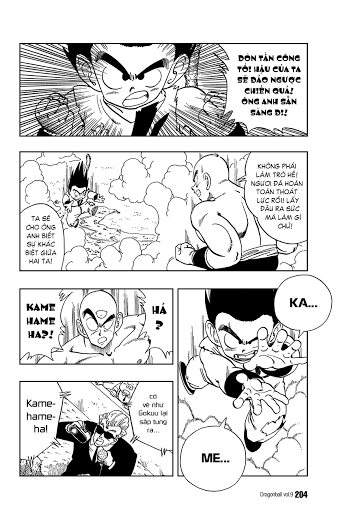 ĐÒN TẤN CÔNG
TỐI HẬU CỦA TA
SẼ ĐẢO NGƯỢC
CHIẾN QUẢ!
ÔNG ANH SẴN
SÀNG ĐI!
KHÔNG PHẢI
LÀM TRÒ HỀ!
NGƯƠI ĐÃ HOÀN
TOÀN THOÁT
LỰC RỒI! LẤY
ĐÂU RA SỨC
MÀ LÀM GÌ
CHỨ!
TA SẼ
CHO ÔNG
ANH BIẾT
SỰ KHÁC
BIỆT GIỮA
HAI TA!
KAME
HAME
HA?!
HẢ
?
KA...
ME...
có
vẻ như
Gokuu lại
sắp tung
ra...
Kame-
hame-
ha!
Dragonball vol.9 204